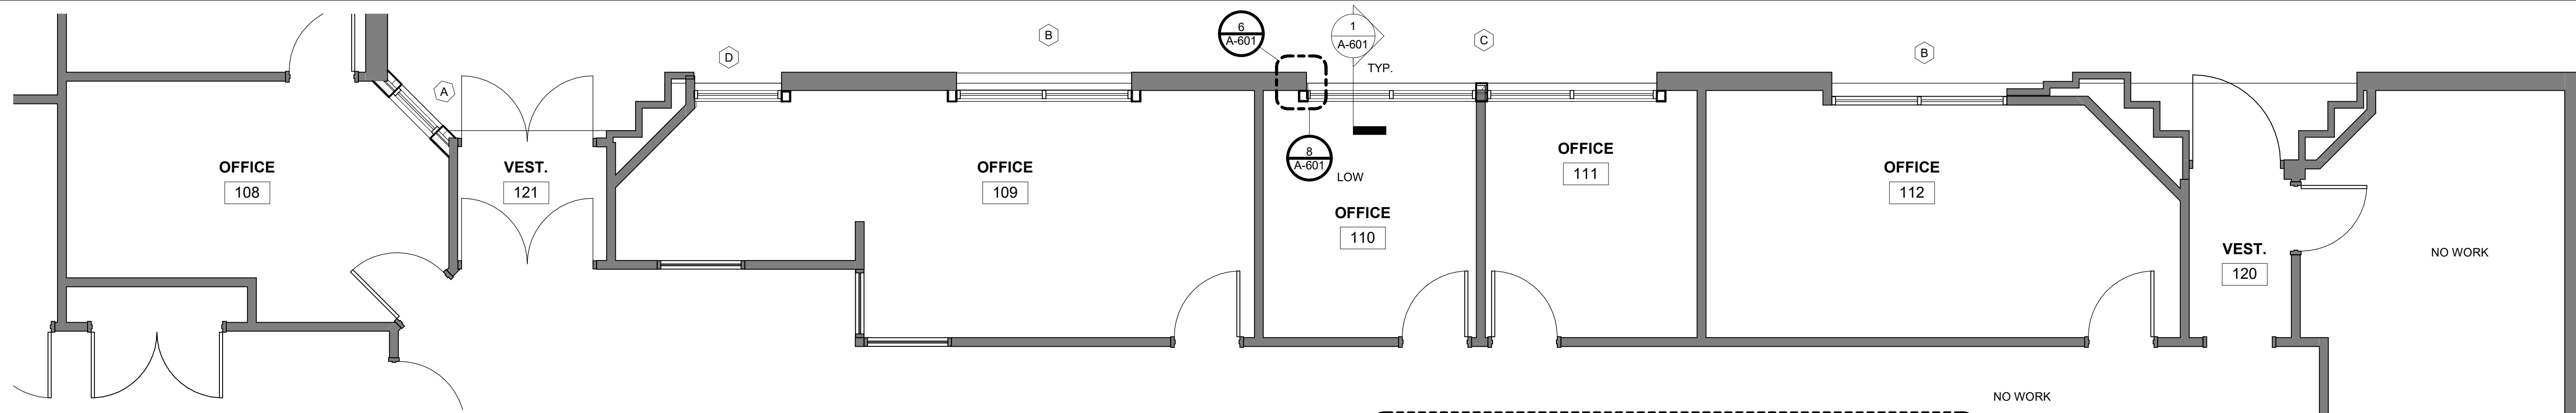 6
A-601
1
A-601
TYP.
B
C
D
B
A
OFFICE
108
VEST.
121
OFFICE
109
8
A-601
LOW
OFFICE
110
OFFICE
111
OFFICE
112
VEST.
120
NO WORK
NO WORK